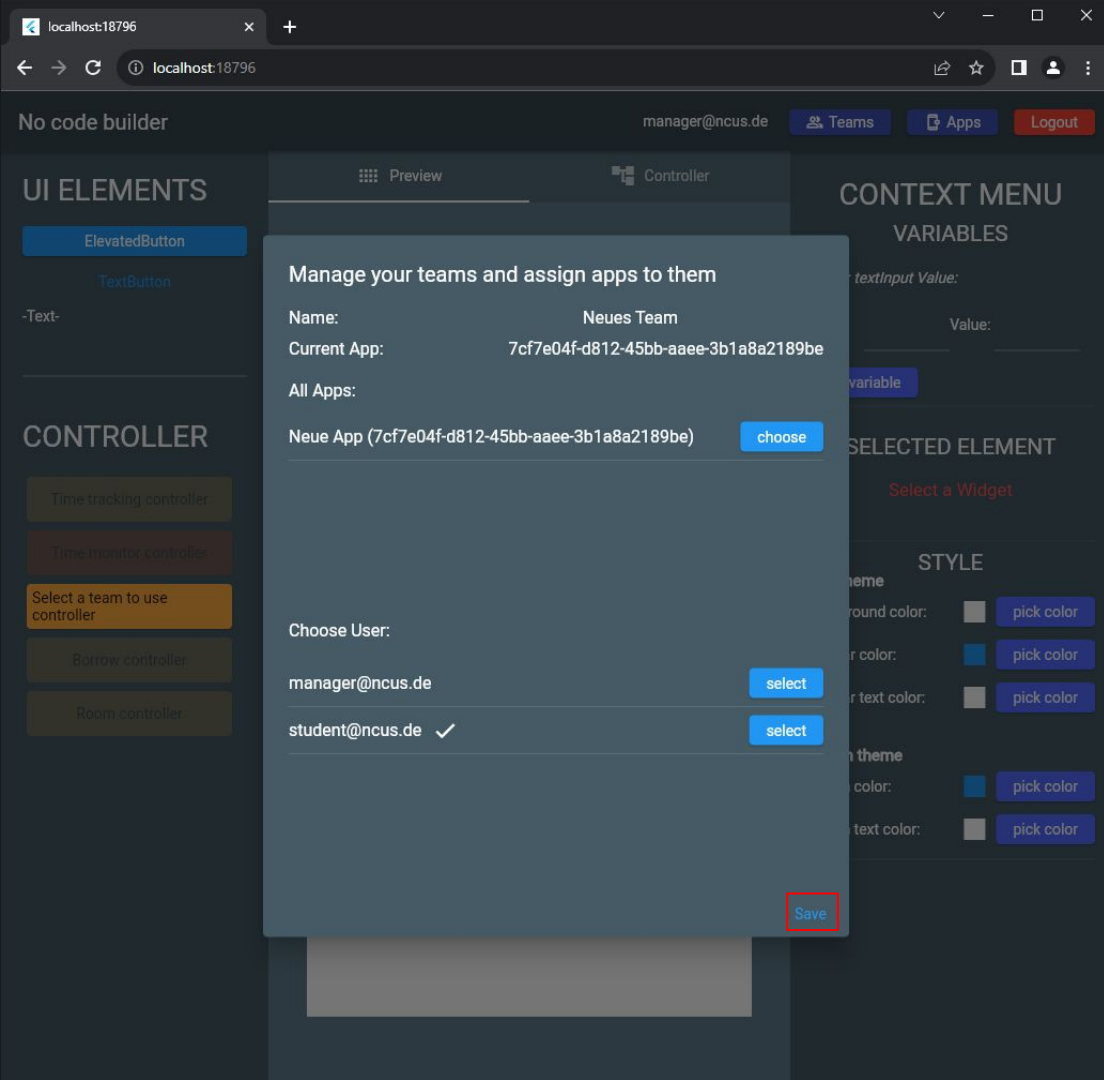 localhost:18796
localhost:18796
No code builder
manager@ncus.de
Teams
Apps
Logout
UI ELEMENTS
ElevatedButton
TextButton
-Text-
CONTROLLER
Time tracking controller
Time monitor controller
Select a team to use
controller
Borrow controller
Room controller
Preview
Controller
Manage your teams and assign apps to them
Name: Neues Team
Current App: 7cf7e04f-d812-45bb-aaee-3b1a8a2189be
All Apps:
Neue App (7cf7e04f-d812-45bb-aaee-3b1a8a2189be) choose
Choose User:
manager@ncus.de select
student@ncus.de select
Save
CONTEXT MENU
VARIABLES
textInput Value:
Value:
variable
SELECTED ELEMENT
Select a Widget
STYLE
heme
round color: pick color
r color: pick color
r text color: pick color
n theme
color: pick color
text color: pick color